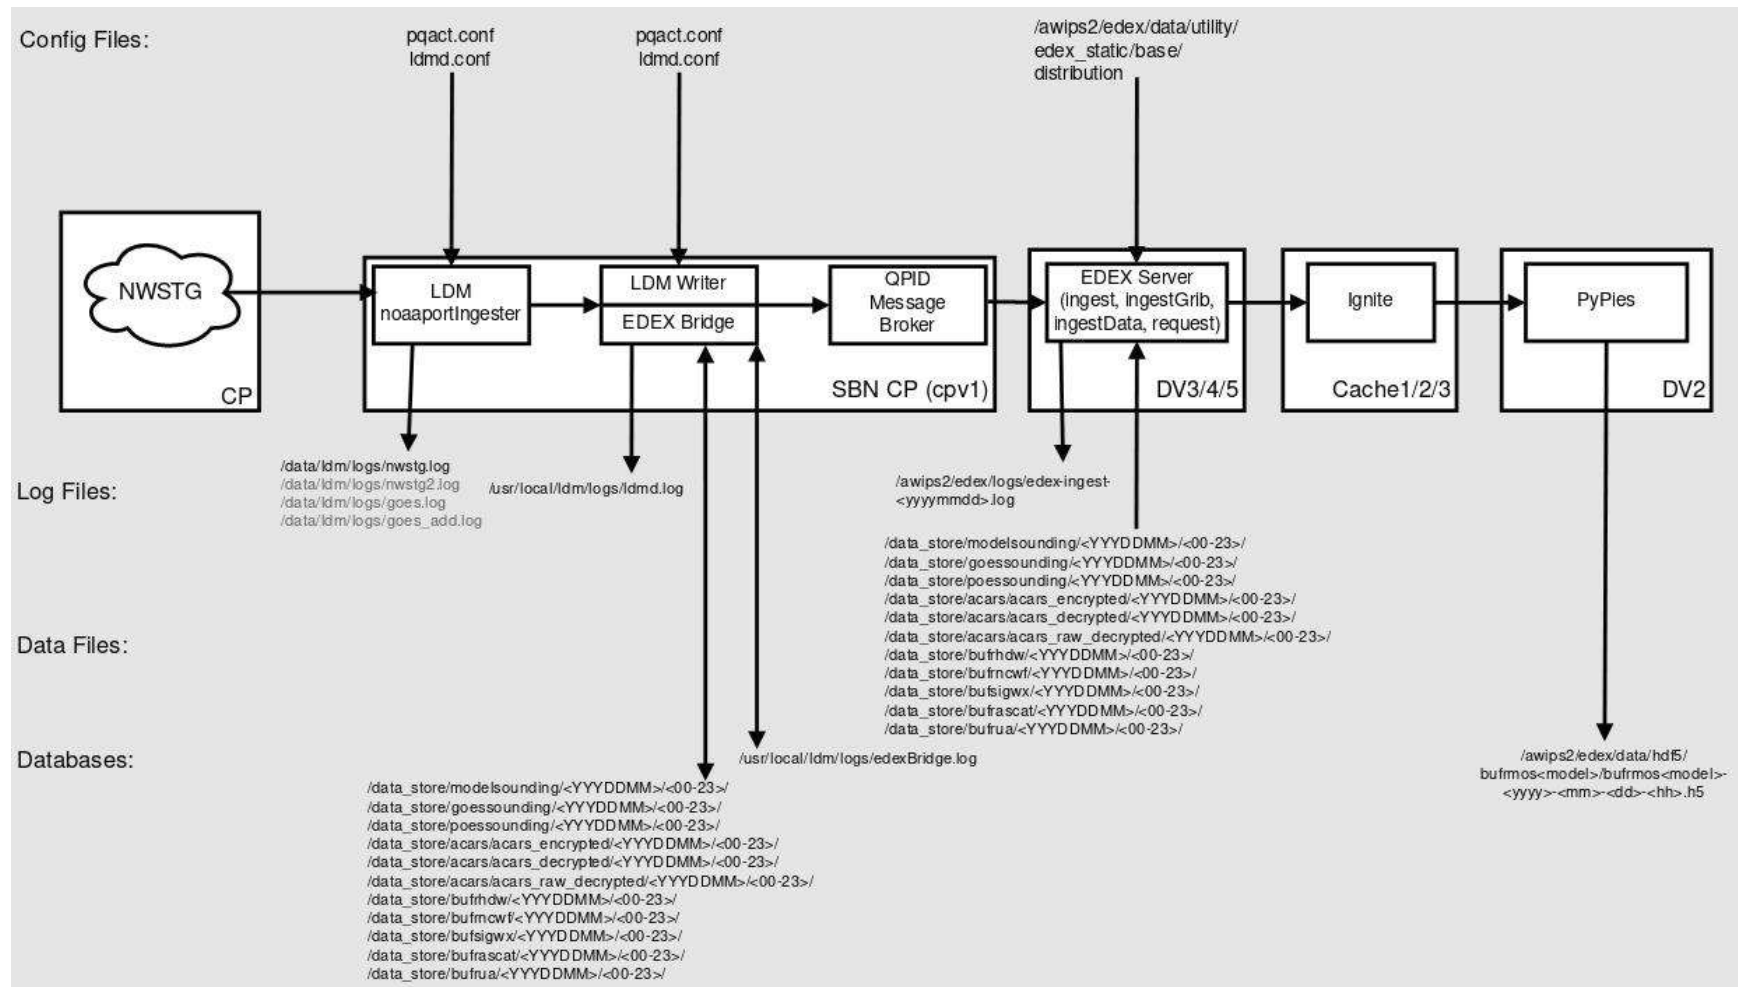 Config Files:
pqact.conf
ldmd.conf
pqact.conf
ldmd.conf
/awips2/edex/data/utility/
edex_static/base/
distribution
NWSTG
CP
LDM
noaaportIngester
LDM Writer
EDEX Bridge
QPID
Message
Broker
SBN CP (cpv1)
EDEX Server
(ingest, ingestGrib,
ingestData, request)
DV3/4/5
Ignite
Cache1/2/3
PyPies
DV2
Log Files:
/data/ldm/logs/nwstg.log
/data/ldm/logs/nwstg2.log
/data/ldm/logs/goes.log
/data/ldm/logs/goes_add.log
/usr/local/ldm/logs/ldmd.log
/awips2/edex/logs/edex-ingest-
<yyyymmdd>.log
Data Files:
/data_store/modelsounding/<YYYDDMM>/<00-23>/
/data_store/goessounding/<YYYDDMM>/<00-23>/
/data_store/poessounding/<YYYDDMM>/<00-23>/
/data_store/acars/acars_encrypted/<YYYDDMM>/<00-23>/
/data_store/acars/acars_decrypted/<YYYDDMM>/<00-23>/
/data_store/acars/acars_raw_decrypted/<YYYDDMM>/<00-23>/
/data_store/bufrhdw/<YYYDDMM>/<00-23>/
/data_store/bufrncwf/<YYYDDMM>/<00-23>/
/data_store/bufsigwx/<YYYDDMM>/<00-23>/
/data_store/bufrascat/<YYYDDMM>/<00-23>/
/data_store/bufrua/<YYYDDMM>/<00-23>/
Databases:
/usr/local/ldm/logs/edexBridge.log
/data_store/modelsounding/<YYYDDMM>/<00-23>/
/data_store/goessounding/<YYYDDMM>/<00-23>/
/data_store/poessounding/<YYYDDMM>/<00-23>/
/data_store/acars/acars_encrypted/<YYYDDMM>/<00-23>/
/data_store/acars/acars_decrypted/<YYYDDMM>/<00-23>/
/data_store/acars/acars_raw_decrypted/<YYYDDMM>/<00-23>/
/data_store/bufrhdw/<YYYDDMM>/<00-23>/
/data_store/bufrncwf/<YYYDDMM>/<00-23>/
/data_store/bufsigwx/<YYYDDMM>/<00-23>/
/data_store/bufrascat/<YYYDDMM>/<00-23>/
/data_store/bufrua/<YYYDDMM>/<00-23>/
/awips2/edex/data/hdf5/
bufrmos<model>/bufrmos<model>-
<yyyy>-<mm>-<dd>-<hh>.h5